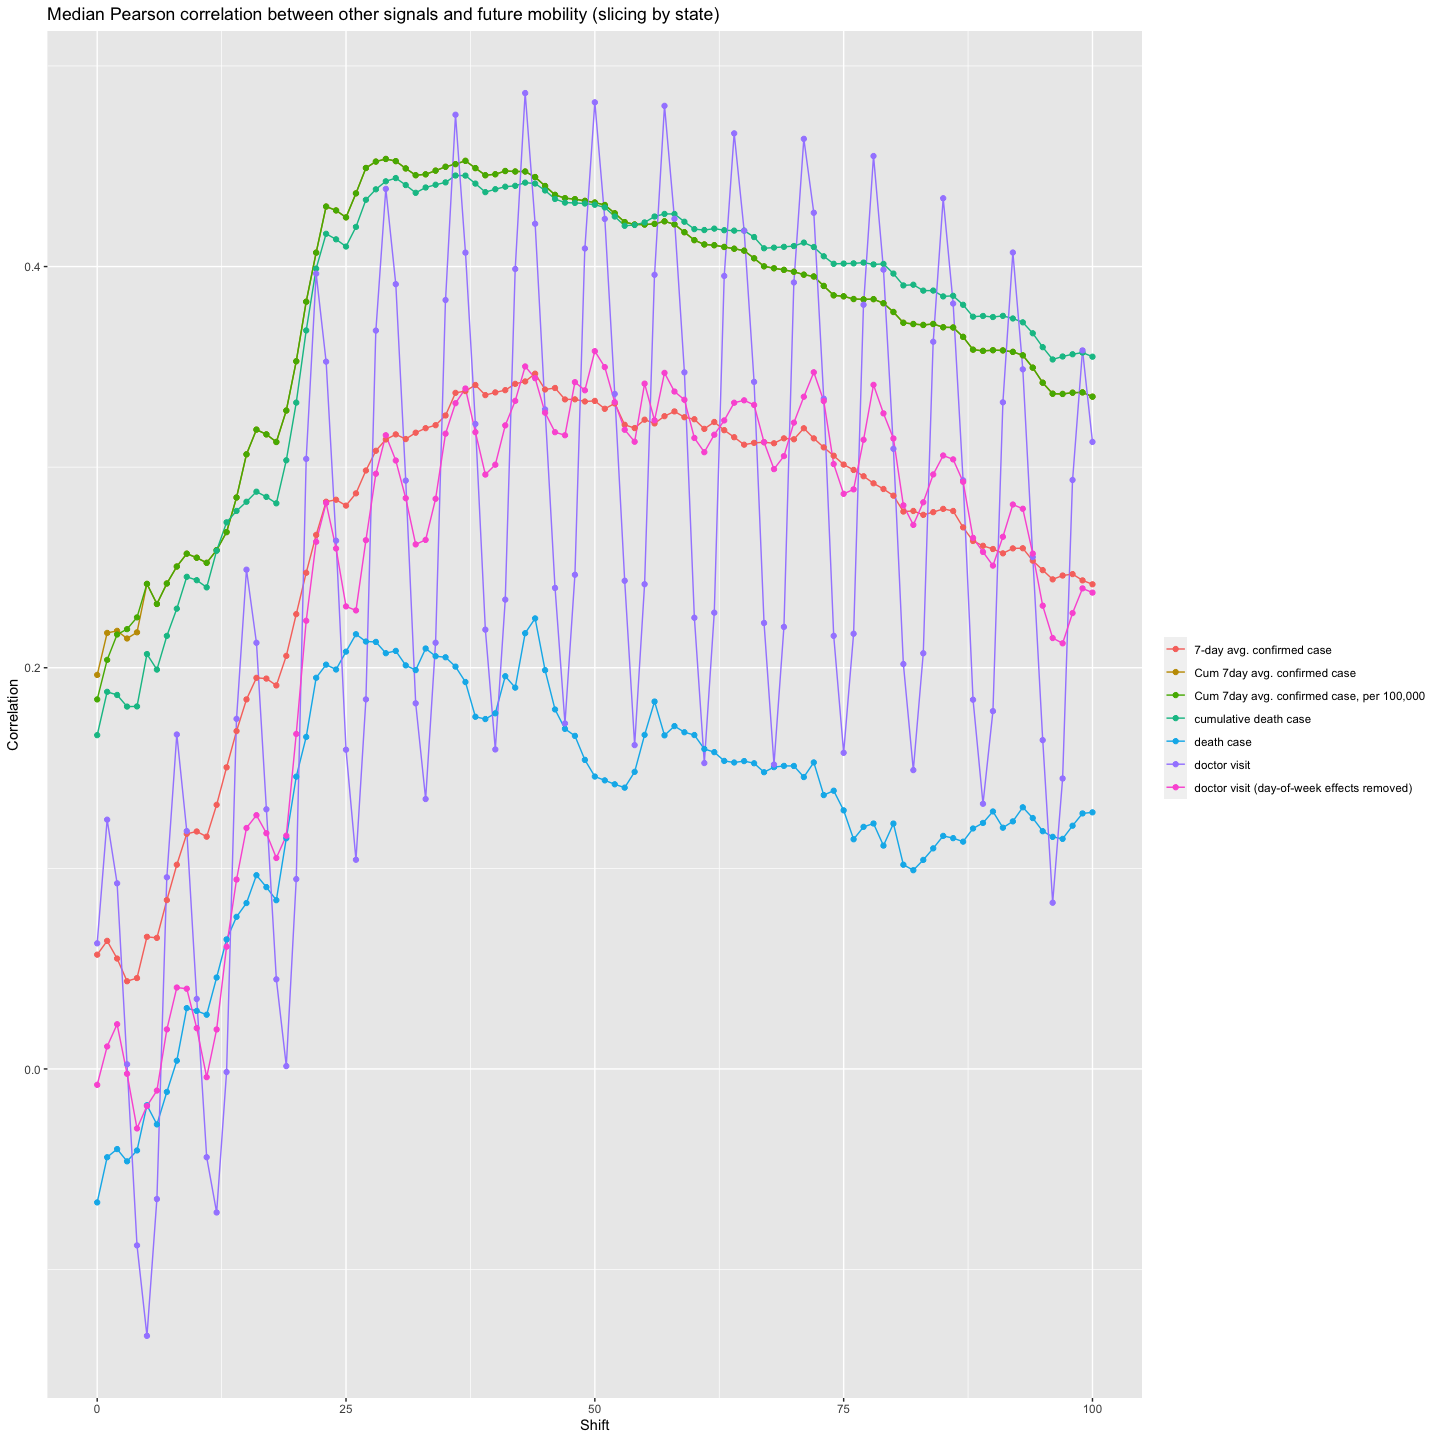 Median Pearson correlation between other signals and future mobility (slicing by state)
Correlation
0.4
0.2
0.0
0
25
50
75
100
Shift
7-day avg. confirmed case
Cum 7day avg. confirmed case
Cum 7day avg. confirmed case, per 100,000
cumulative death case
death case
doctor visit
doctor visit (day-of-week effects removed)